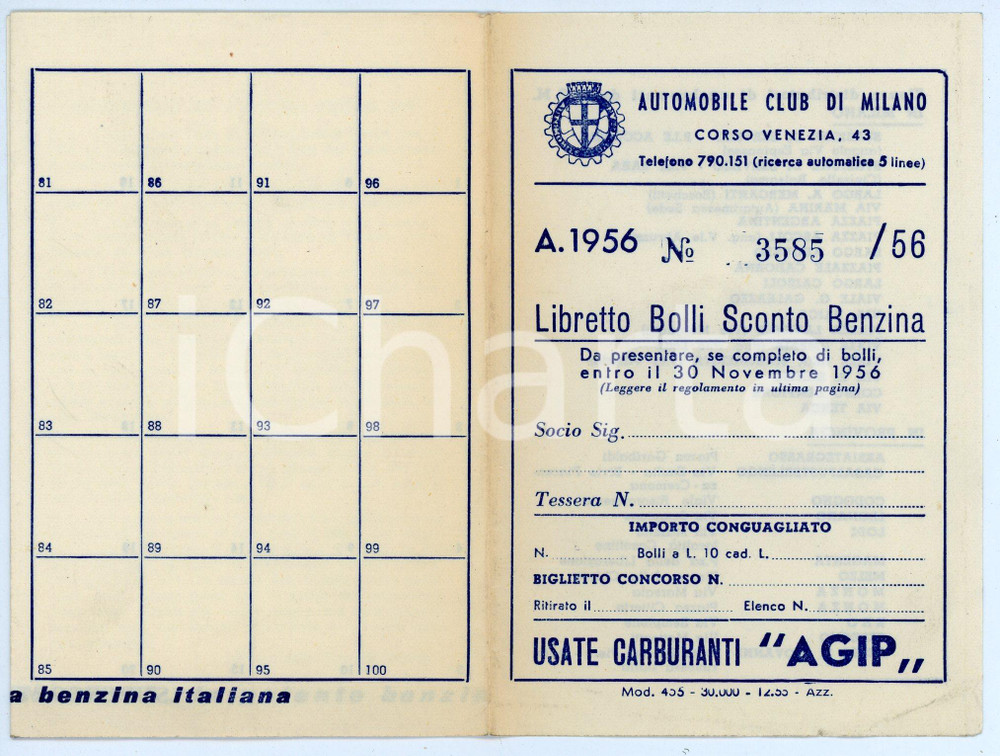 81 86 91 96
82 87 92 97
83 88 93 98
84 89 94 99
85 90 95 100
a benzina italiana
AUTOMOBILE CLUB DI MILANO
CORSO VENEZIA, 43
Telefono 790.151 (ricerca automatica 5 linee)
A. 1956 № 3585 /56
Libretto Bolli Sconto Benzina
Da presentare, se completo di bolli,
entro il 30 Novembre 1956
(Leggere il regolamento in ultima pagina)
Socio Sig.
Tessera N.
IMPORTO CONGUAGLIATO
N. Bolli a L. 10 cad. L.
BIGLIETTO CONCORSO N.
Ritirato il Elenco N.
USATE CARBURANTI "AGIP„
Mod. 455 - 30.000 - 12.55 - Azz.
iCharta